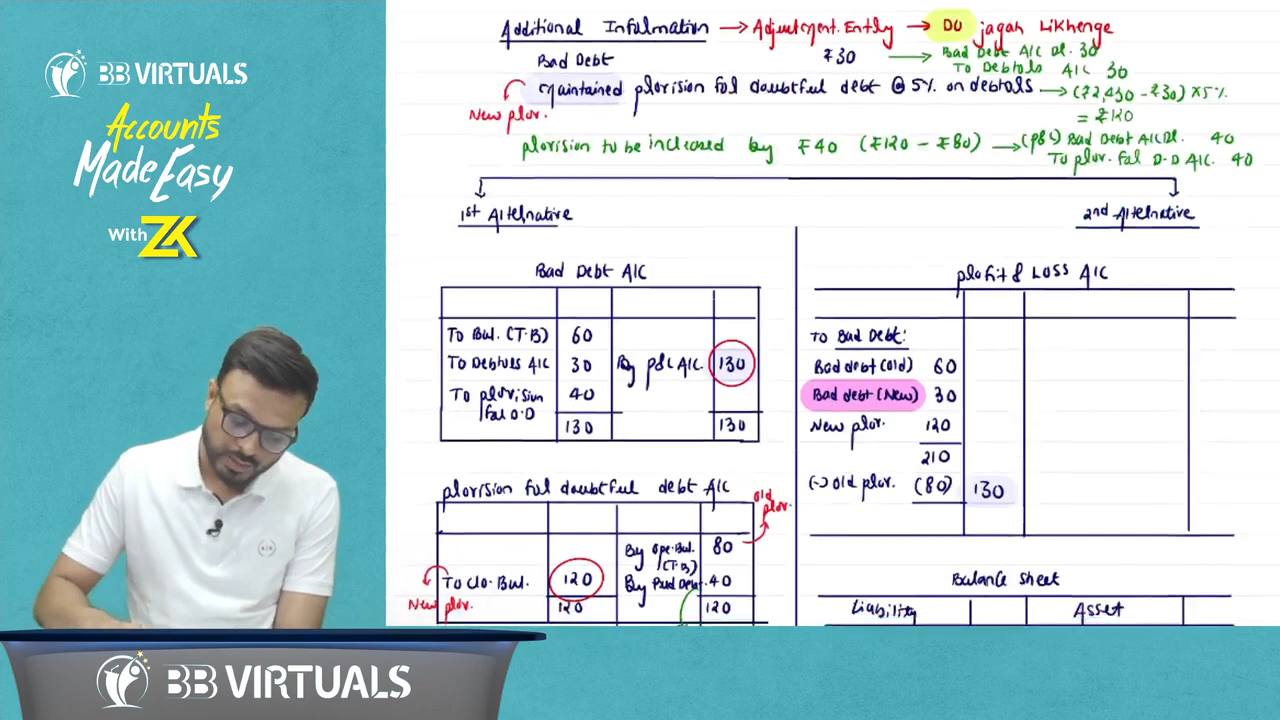 BB VIRTUALS
Accounts
Made Easy
With ZK
Additional Information → Adjustment Entry → DO jagah Likhenge
Bad Debt ₹30 → Bad Debt A/C Dr. 30
To Debtors A/C 30
Maintained provision for doubtful debt @ 5% on debtors → (₹2,430 - ₹30) x 5%
New prov.
= ₹120
provision to be increased by ₹40 (₹120 - ₹80) → (P&L) Bad Debt A/C Dr. 40
To prov. for D.D A/C. 40
1st Alternative
2nd Alternative
Bad Debt A/C
To Bal. (T.B) 60
To Debtors A/C 30 By P&L A/C. 130
To provision for D.D 40
130 130
provision for doubtful debt A/C
old prov.
By Ope. Bal. (T.B) 80
To Clo. Bal. 120 By Bad Debt 40
New prov. 120 120
profit & Loss A/C
To Bad Debt:
Bad debt (old) 60
Bad debt (New) 30
New prov. 120
210
(-) old prov. (80) 130
Balance sheet
Liability Asset
BB VIRTUALS